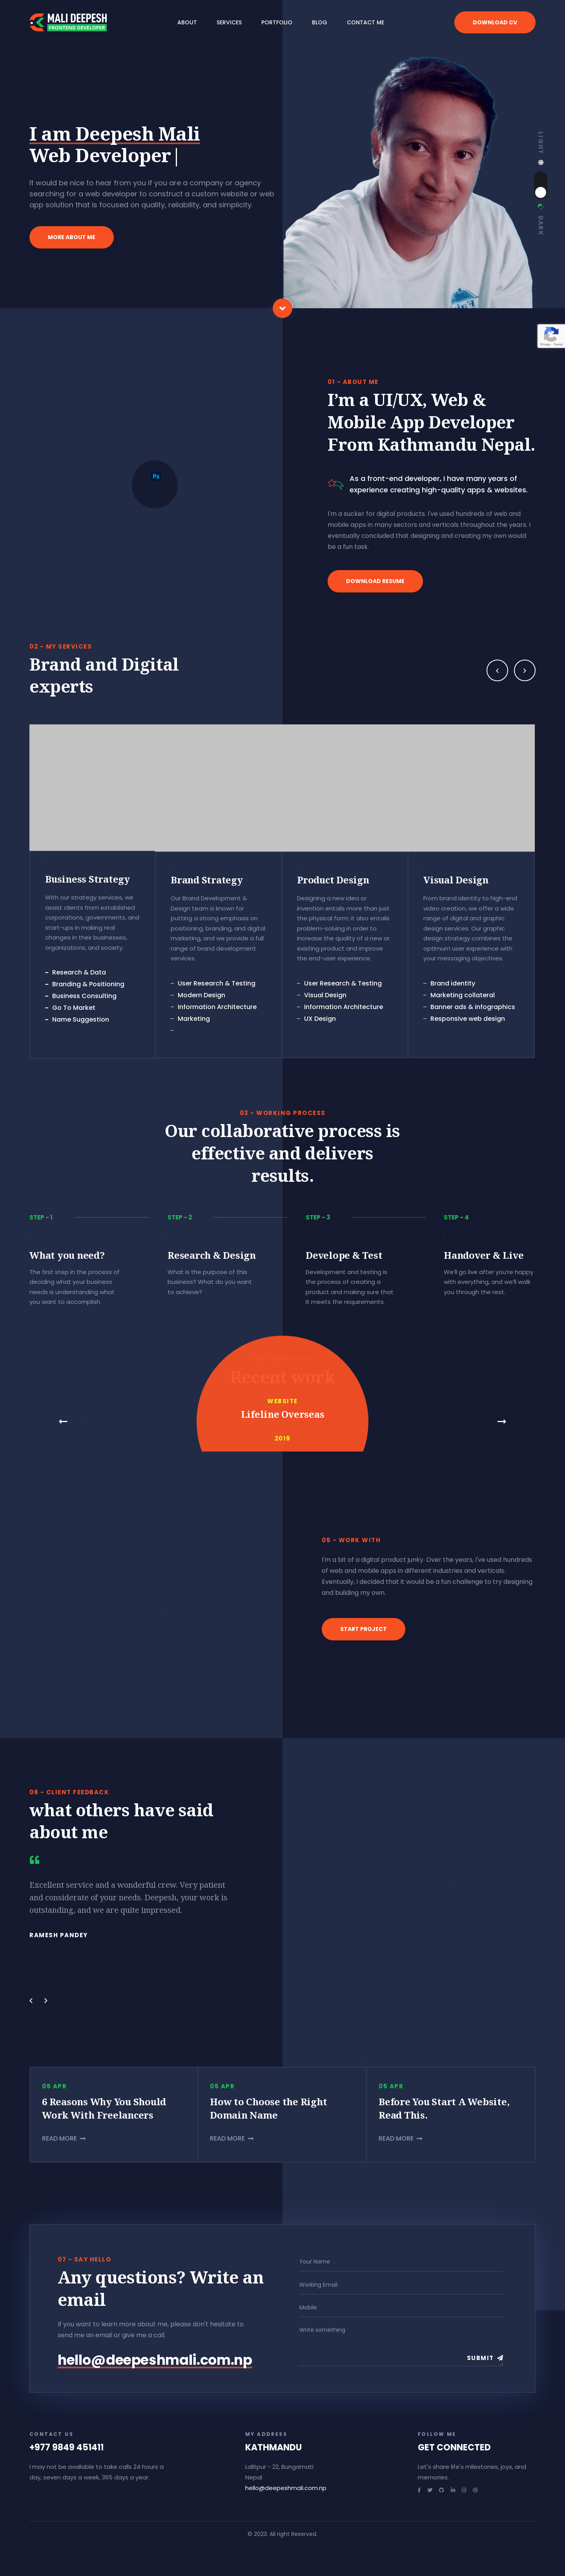 MALI DEEPESH
FRONTEND DEVELOPER
ABOUT
SERVICES
PORTFOLIO
BLOG
CONTACT ME
DOWNLOAD CV
I am Deepesh Mali
Web Developer|
It would be nice to hear from you if you are a company or agency
searching for a web developer to construct a custom website or web
app solution that is focused on quality, reliability, and simplicity.
MORE ABOUT ME
LIGHT
DARK
Privacy - Terms
01 - ABOUT ME
I'm a UI/UX, Web &
Mobile App Developer
From Kathmandu Nepal.
Ps
As a front-end developer, I have many years of
experience creating high-quality apps & websites.
I'm a sucker for digital products. I've used hundreds of web and
mobile apps in many sectors and verticals throughout the years. I
eventually concluded that designing and creating my own would
be a fun task.
DOWNLOAD RESUME
02 - MY SERVICES
Brand and Digital
experts
Business Strategy
With our strategy services, we
assist clients from established
corporations, governments, and
start-ups in making real
changes in their businesses,
organizations, and society.
– Research & Data
– Branding & Positioning
– Business Consulting
– Go To Market
– Name Suggestion
Brand Strategy
Our Brand Development &
Design team is known for
putting a strong emphasis on
positioning, branding, and digital
marketing, and we provide a full
range of brand development
services.
– User Research & Testing
– Modern Design
– Information Architecture
– Marketing
–
Product Design
Designing a new idea or
invention entails more than just
the physical form; it also entails
problem-solving in order to
increase the quality of a new or
existing product and improve
the end-user experience.
– User Research & Testing
– Visual Design
– Information Architecture
– UX Design
Visual Design
From identity to high-end
video creation, we offer a wide
range of digital and graphic
design services. Our graphic
design strategy combines the
optimum user experience with
your messaging objectives.
– Brand identity
– Marketing collateral
– Banner ads & infographics
– Responsive web design
03 - WORKING PROCESS
Our collaborative process is
effective and delivers
results.
STEP - 1
What you need?
The first step in the process of
deciding what your business
needs is understanding what
you want to accomplish.
STEP - 2
Research & Design
What is the purpose of this
business? What do you want
to achieve?
STEP - 3
Develope & Test
Development and testing is
the process of creating a
product and making sure that
it meets the requirements.
STEP - 4
Handover & Live
We'll go live after you're happy
with everything, and we'll walk
you through the rest.
Recent work
WEBSITE
Lifeline Overseas
2019
05 - WORK WITH
I'm a bit of a digital product junky. Over the years, I've used hundreds
of web and mobile apps in different industries and verticals.
Eventually, I decided that it would be a fun challenge to try designing
and building my own.
START PROJECT
06 - CLIENT FEEDBACK
what others have said
about me
Excellent service and a wonderful crew. Very patient
and considerate of your needs. Deepesh, your work is
outstanding, and we are quite impressed.
RAMESH PANDEY
05 APR
6 Reasons Why You Should
Work With Freelancers
READ MORE
05 APR
How to Choose the Right
Domain Name
READ MORE
05 APR
Before You Start A Website,
Read This.
READ MORE
07 - SAY HELLO
Any questions? Write an
email
If you want to learn more about me, please don't hesitate to
send me an email or give me a call.
hello@deepeshmali.com.np
Your Name
Working Email
Mobile
Write something
SUBMIT
CONTACT US
+977 9849 451411
I may not be available to take calls 24 hours a
day, seven days a week, 365 days a year.
MY ADDRESS
KATHMANDU
Lalitpur - 22, Bungamati
Nepal
hello@deepeshmali.com.np
FOLLOW ME
GET CONNECTED
Let's share life's milestones, joys, and
memories.
© 2023. All right Reserved.